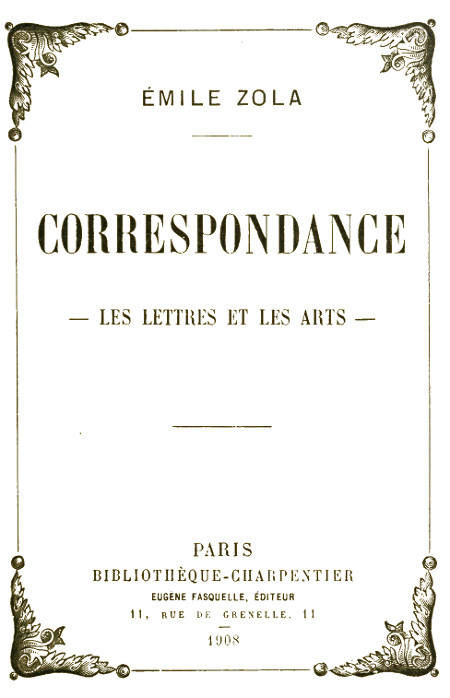 ÉMILE ZOLA
CORRESPONDANCE
— LES LETTRES ET LES ARTS —
PARIS
BIBLIOTHÈQUE-CHARPENTIER
EUGENE FASQUELLE, ÉDITEUR
11, RUE DE GRENELLE, 11
1908